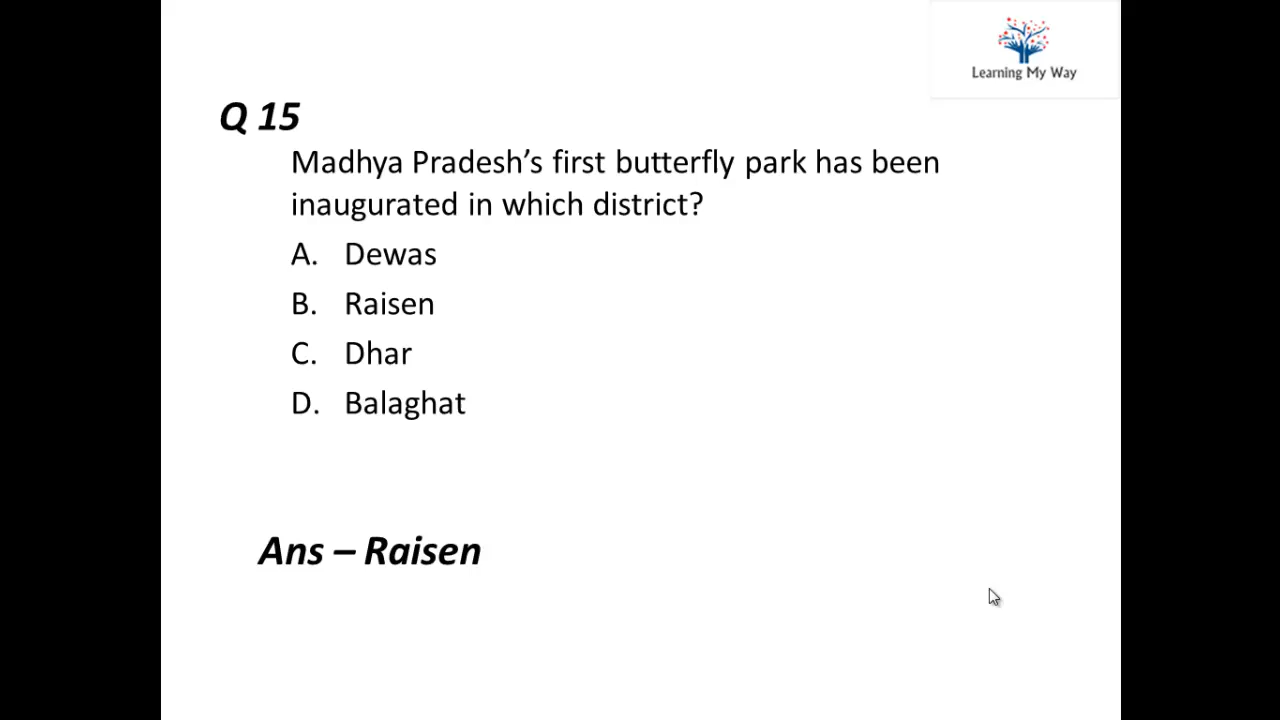 Learning My Way
Q 15
Madhya Pradesh’s first butterfly park has been
inaugurated in which district?
A. Dewas
B. Raisen
C. Dhar
D. Balaghat
Ans – Raisen